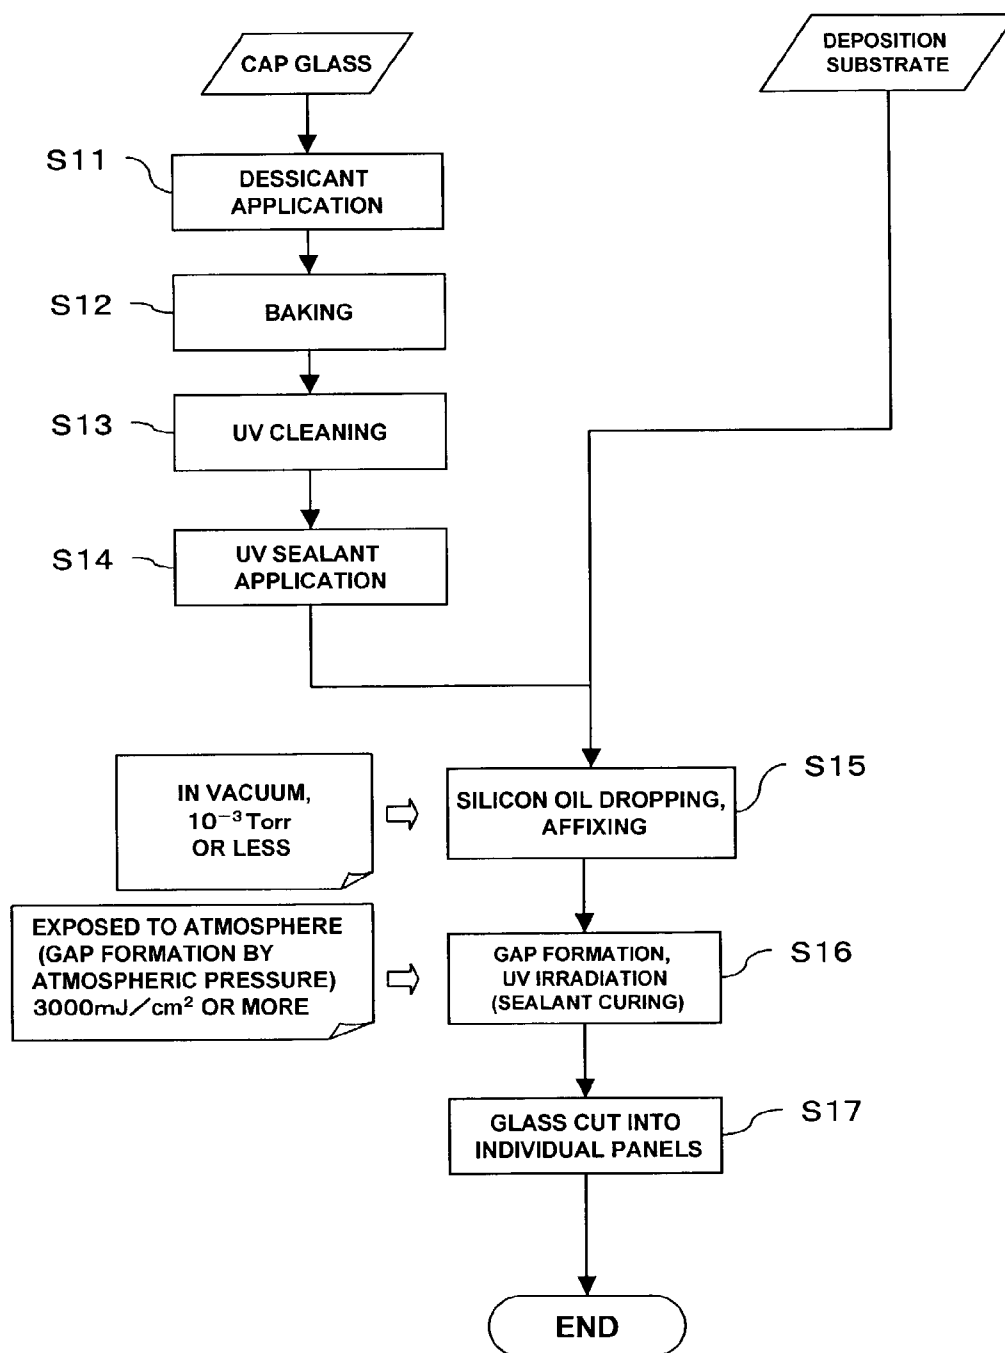 CAP GLASS
DEPOSITION
SUBSTRATE
S11
DESSICANT
APPLICATION
S12
BAKING
S13
UV CLEANING
S14
UV SEALANT
APPLICATION
IN VACUUM,
10⁻³ Torr
OR LESS
SILICON OIL DROPPING,
AFFIXING
S15
EXPOSED TO ATMOSPHERE
(GAP FORMATION BY
ATMOSPHERIC PRESSURE)
3000mJ/cm² OR MORE
GAP FORMATION,
UV IRRADIATION
(SEALANT CURING)
S16
GLASS CUT INTO
INDIVIDUAL PANELS
S17
END